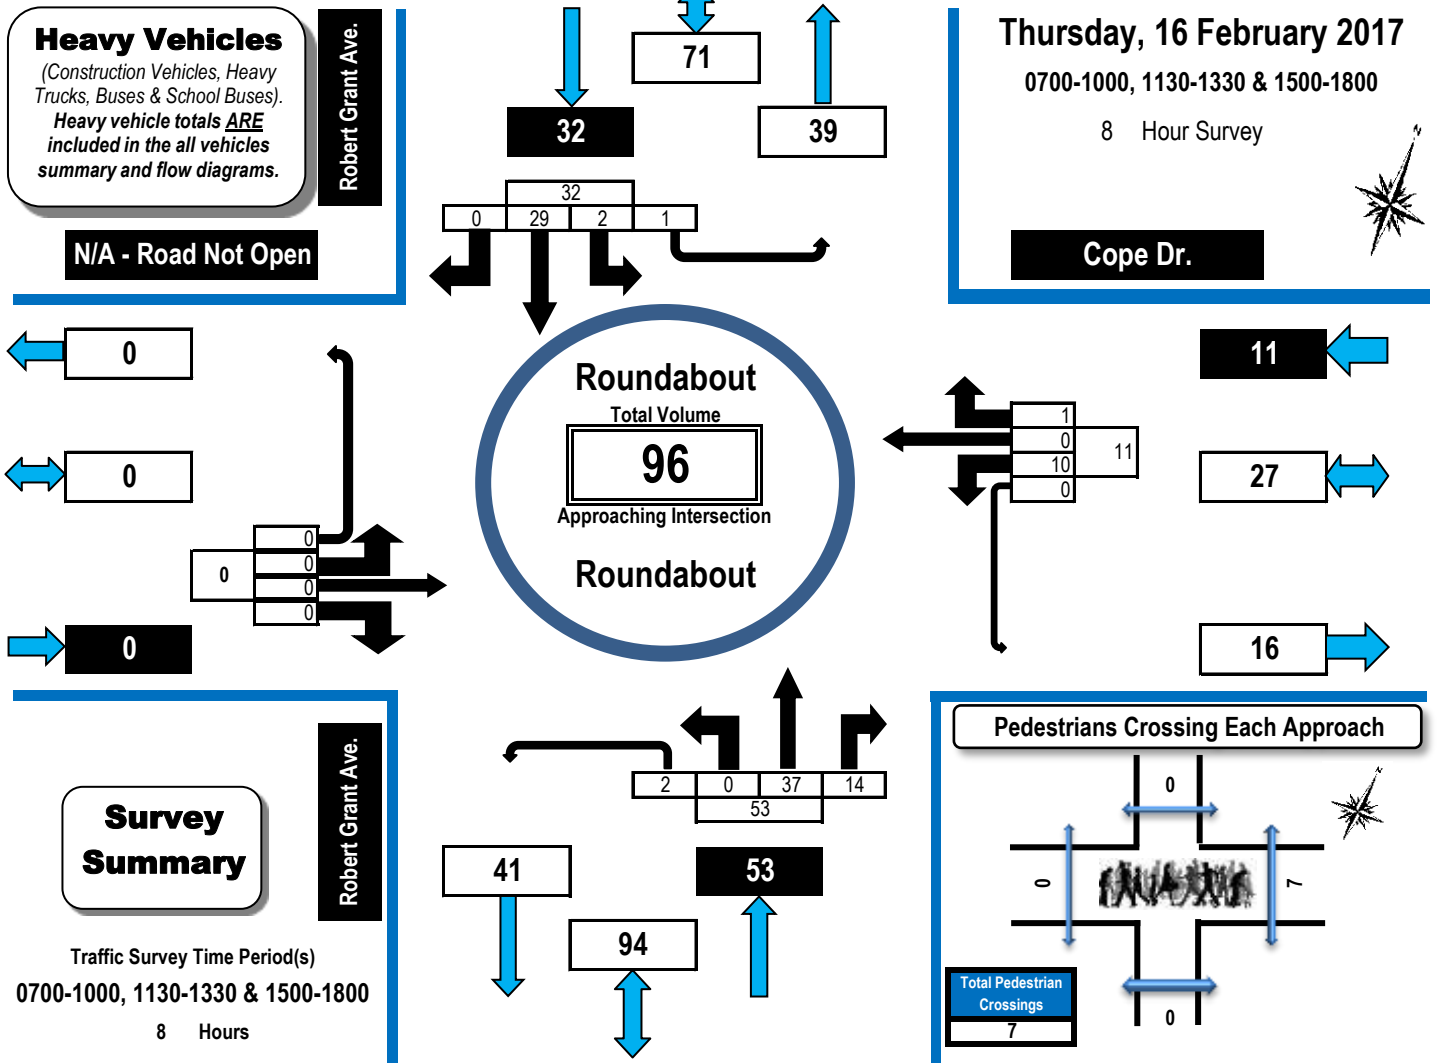 Heavy Vehicles
(Construction Vehicles, Heavy
Trucks, Buses & School Buses).
Heavy vehicle totals ARE
included in the all vehicles
summary and flow diagrams.
Robert Grant Ave.
N/A - Road Not Open
71
32
39
32
0 29 2 1
Thursday, 16 February 2017
0700-1000, 1130-1330 & 1500-1800
8 Hour Survey
N
Cope Dr.
0
0
0
0
0
0
0
0
Roundabout
Total Volume
96
Approaching Intersection
Roundabout
11
1
0
10
0
11
27
16
Survey
Summary
Robert Grant Ave.
Traffic Survey Time Period(s)
0700-1000, 1130-1330 & 1500-1800
8 Hours
2 0 37 14
53
41
53
94
Pedestrians Crossing Each Approach
N
0
0
7
0
Total Pedestrian
Crossings
7